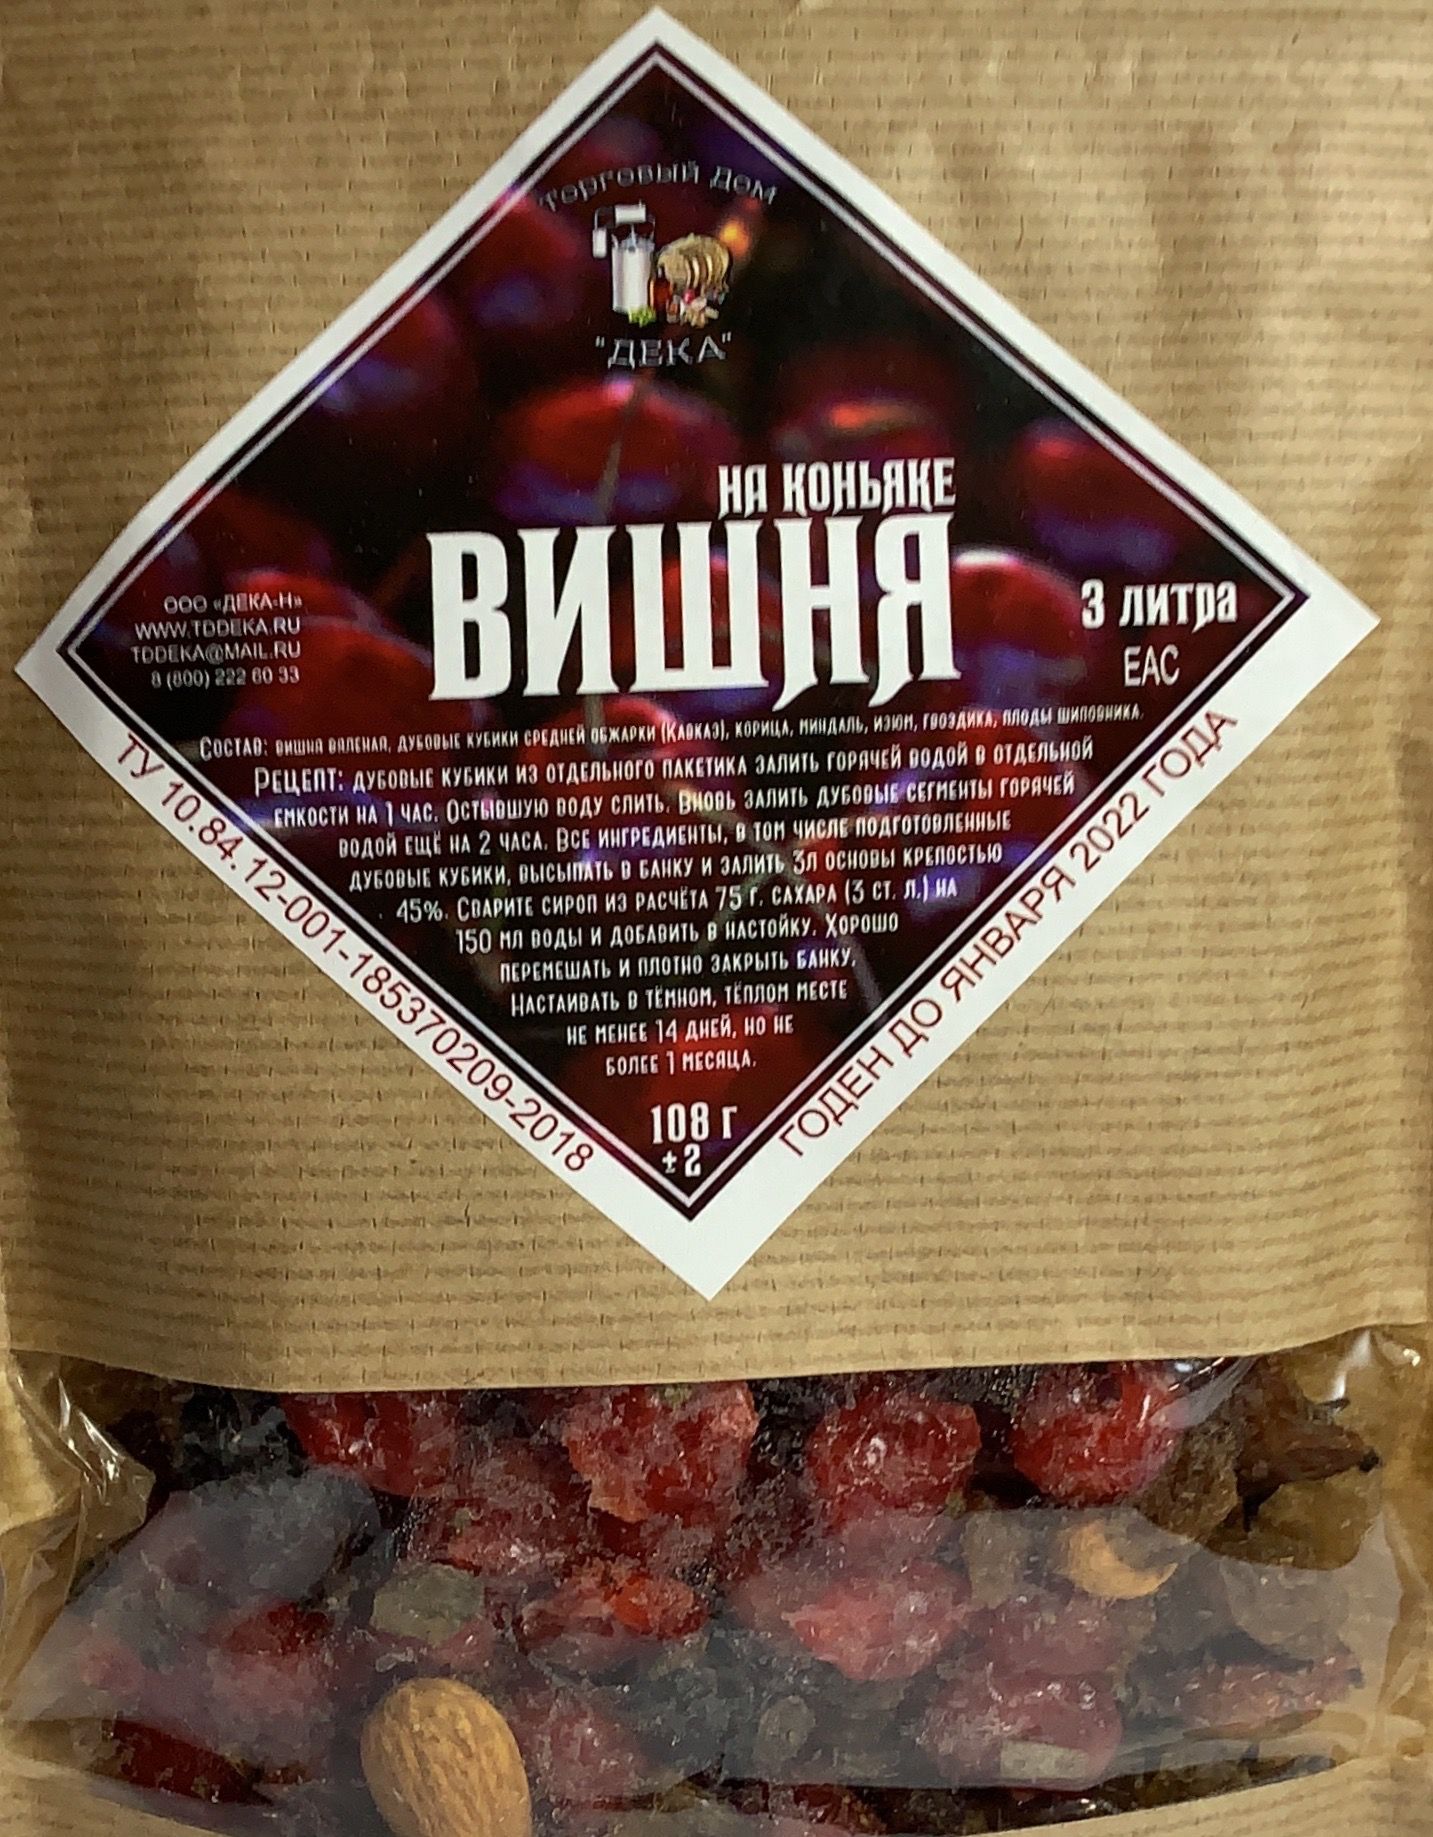 Торговый Дом
"ДЕКА"
НА КОНЬЯКЕ
ВИШНЯ
3 ЛИТРА
EAC
ООО «ДЕКА-Н»
WWW.TDDEKA.RU
TDDEKA@MAIL.RU
8 (800) 222 60 33
Состав: вишня вяленая, дубовые кубики средней обжарки (Кавказ), корица, миндаль, изюм, гвоздика, плоды шиповника.
Рецепт: дубовые кубики из отдельного пакетика залить горячей водой в отдельной
емкости на 1 час. Остывшую воду слить. Вновь залить дубовые сегменты горячей
водой ещё на 2 часа. Все ингредиенты, в том числе подготовленные
дубовые кубики, высыпать в банку и залить 3л основы крепостью
45%. Сварите сироп из расчёта 75 г. сахара (3 ст. л.) на
150 мл воды и добавить в настойку. Хорошо
перемешать и плотно закрыть банку.
Настаивать в тёмном, тёплом месте
не менее 14 дней, но не
более 1 месяца.
108 г
±2
ТУ 10.84.12-001-185370209-2018
ГОДЕН ДО ЯНВАРЯ 2022 ГОДА